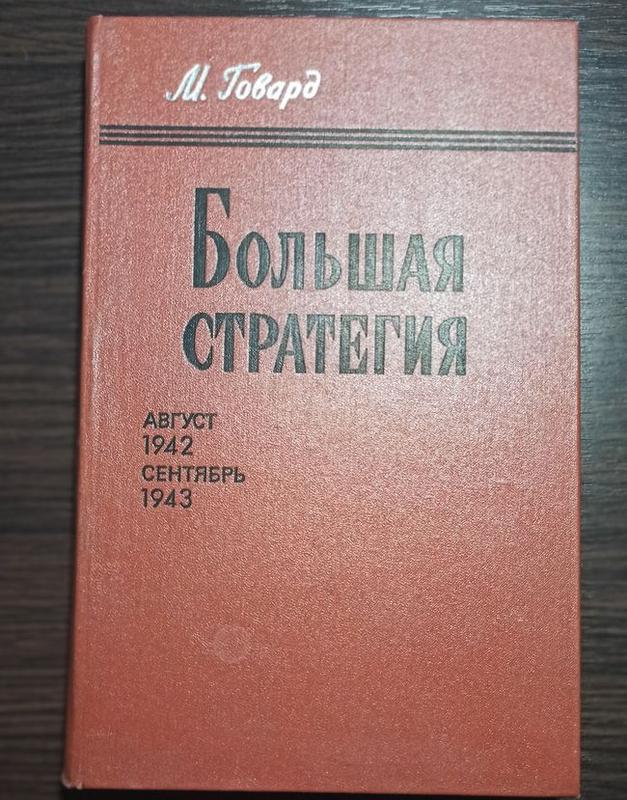 М. Говард
Большая
стратегия
август
1942
сентябрь
1943